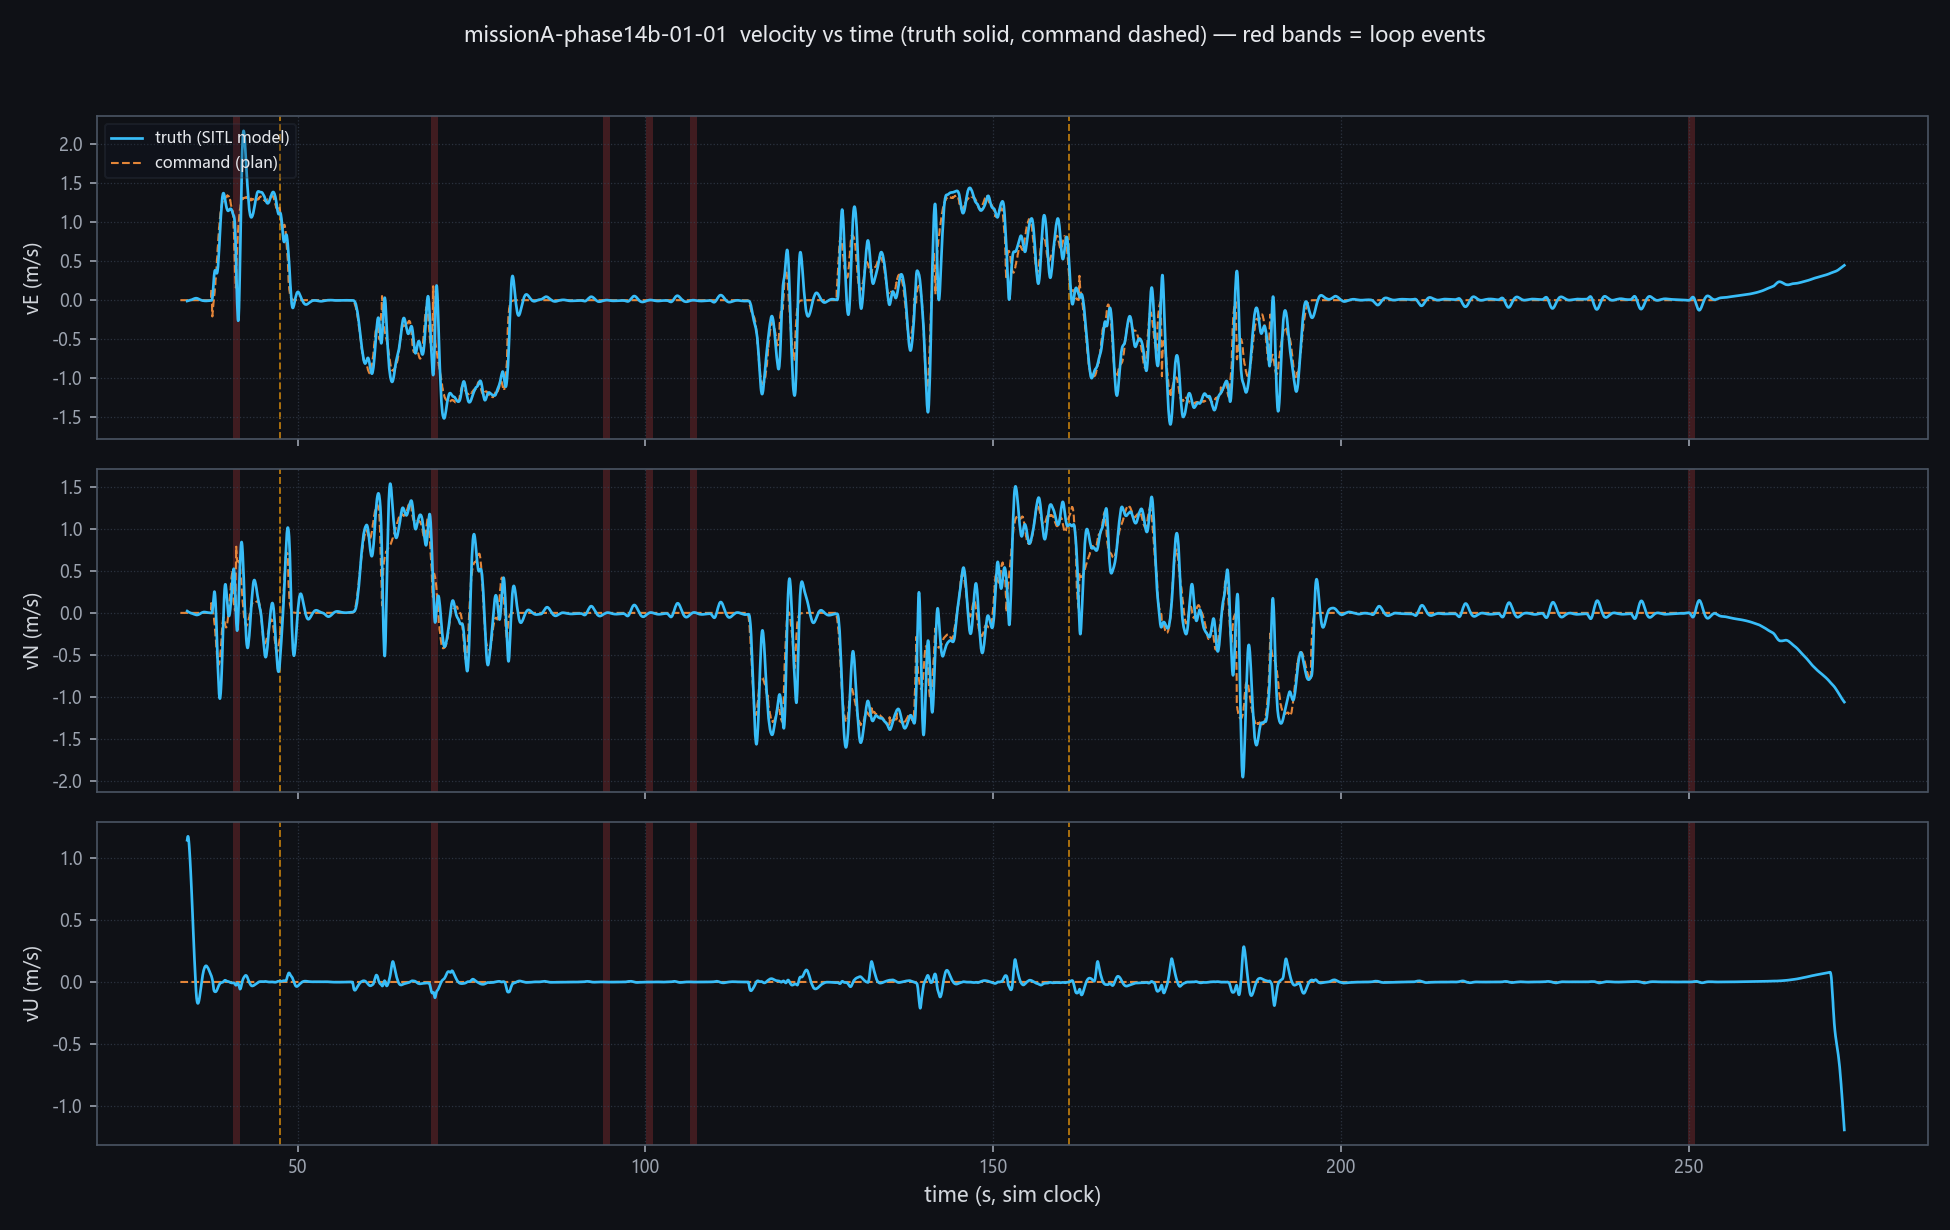 missionA-phase14b-01-01  velocity vs time (truth solid, command dashed) — red bands = loop events
truth (SITL model)
command (plan)
vE (m/s)
2.0
1.5
1.0
0.5
0.0
-0.5
-1.0
-1.5
vN (m/s)
1.5
1.0
0.5
0.0
-0.5
-1.0
-1.5
-2.0
vU (m/s)
1.0
0.5
0.0
-0.5
-1.0
50 100 150 200 250
time (s, sim clock)